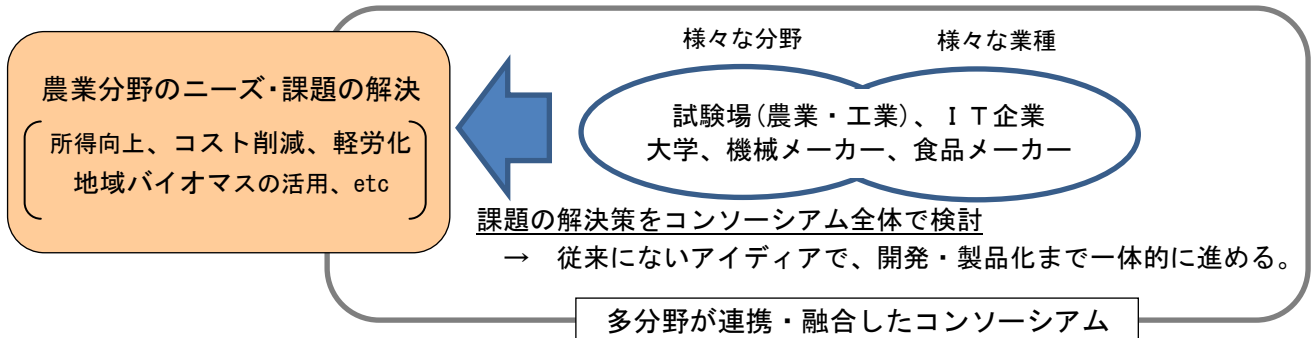 様々な分野
様々な業種
農業分野のニーズ・課題の解決
所得向上、コスト削減、軽労化
地域バイオマスの活用、etc
試験場(農業・工業)、ＩＴ企業
大学、機械メーカー、食品メーカー
課題の解決策をコンソーシアム全体で検討
→　従来にないアイディアで、開発・製品化まで一体的に進める。
多分野が連携・融合したコンソーシアム